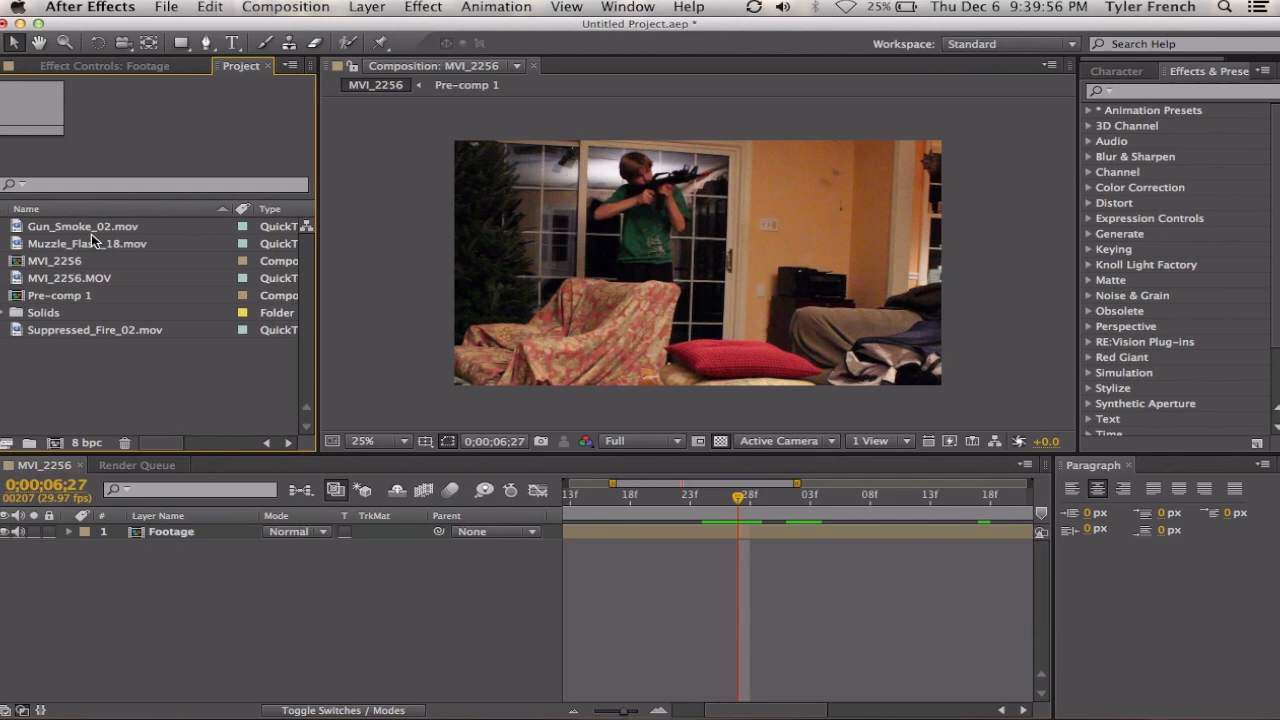 After Effects File Edit Composition Layer Effect Animation View Window Help 25% Thu Dec 6 9:39:56 PM Tyler French
Untitled Project.aep *
T Workspace: Standard Search Help
Effect Controls: Footage Project × Composition: MVI_2256 × Character Effects & Prese
MVI_2256 Pre-comp 1
* Animation Presets
3D Channel
Audio
Blur & Sharpen
Channel
Color Correction
Distort
Expression Controls
Generate
Keying
Knoll Light Factory
Matte
Noise & Grain
Obsolete
Perspective
RE:Vision Plug-ins
Red Giant
Simulation
Stylize
Synthetic Aperture
Text
Time
Name Type
Gun_Smoke_02.mov QuickT
Muzzle_Flash_18.mov QuickT
MVI_2256 Compo
MVI_2256.MOV QuickT
Pre-comp 1 Compo
Solids Folder
Suppressed_Fire_02.mov QuickT
8 bpc 25% 0;00;06;27 Full Active Camera 1 View +0.0
MVI_2256 × Render Queue Paragraph ×
0;00;06;27
00207 (29.97 fps)
13f 18f 23f 28f 03f 08f 13f 18f
# Layer Name Mode T TrkMat Parent
1 Footage Normal None
0 px 0 px 0 px
0 px 0 px
Toggle Switches / Modes